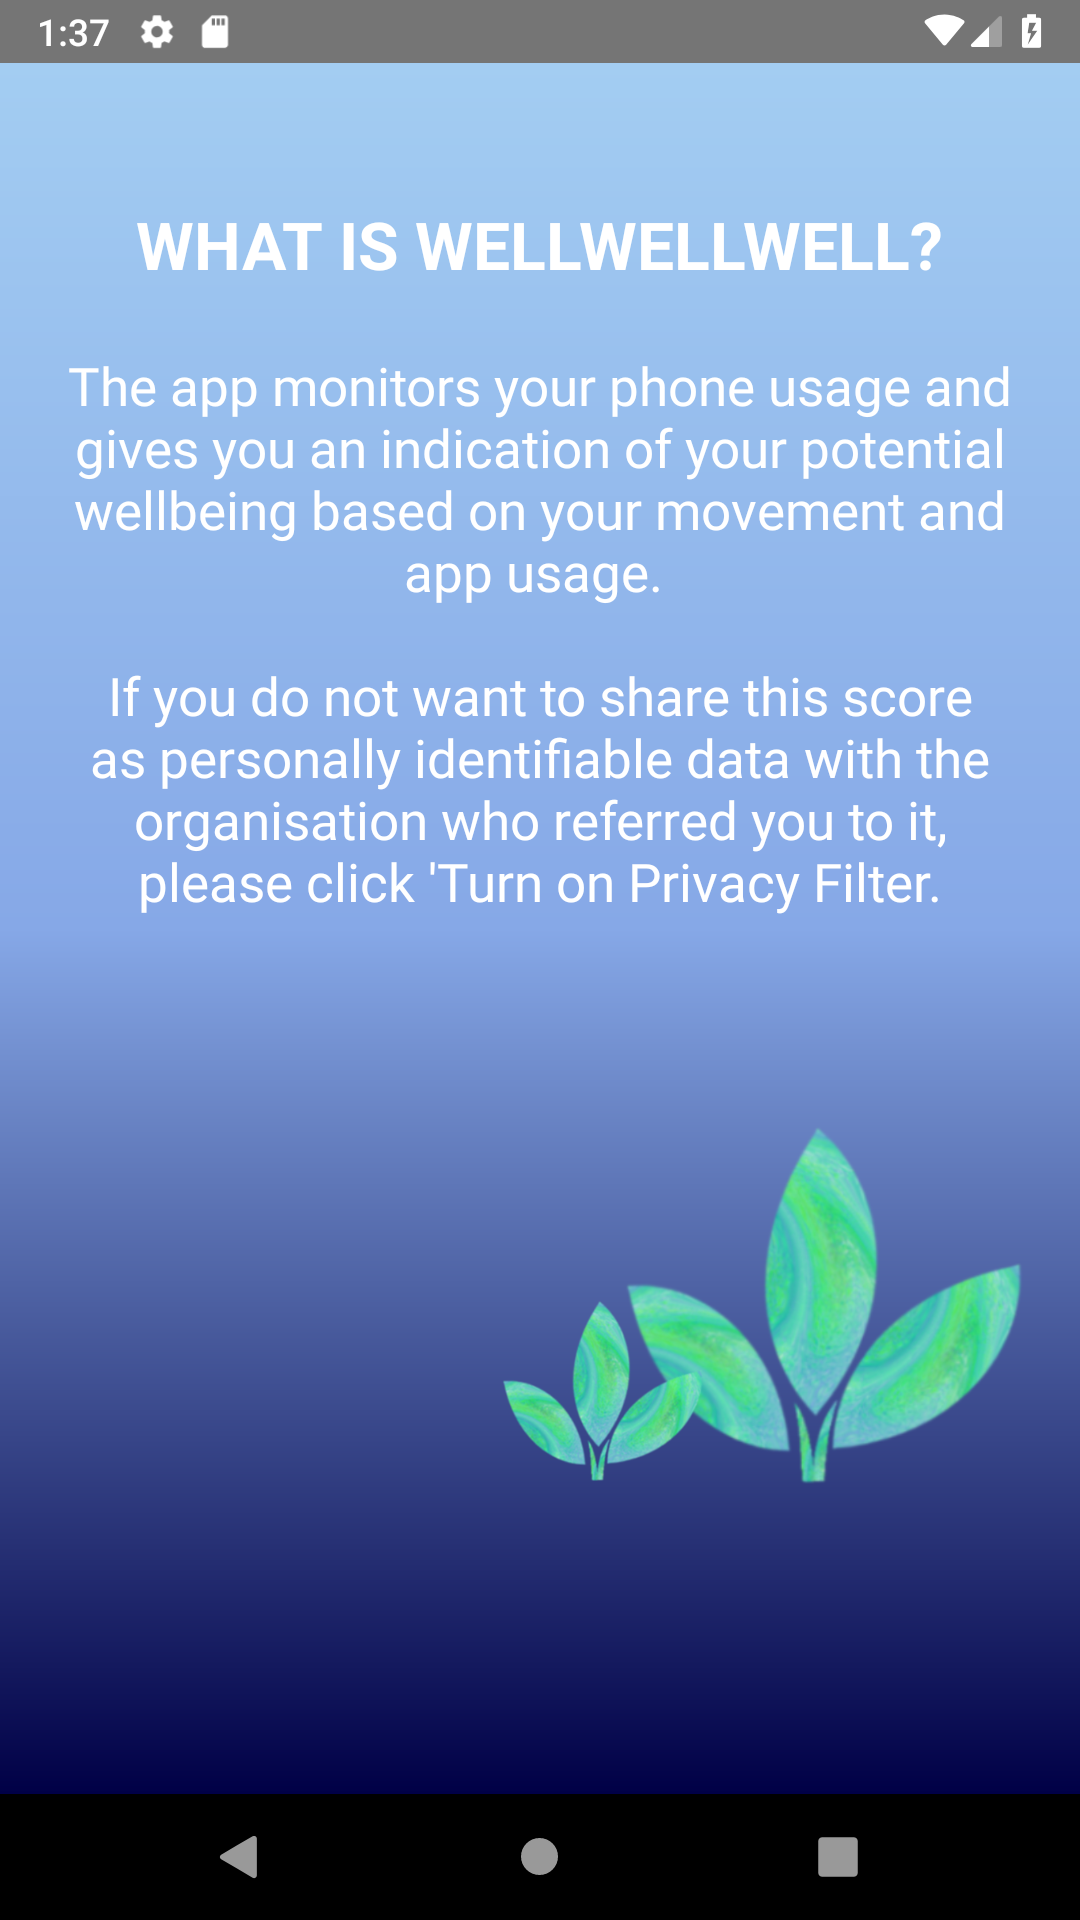 1:37
WHAT IS WELLWELLWELL?
The app monitors your phone usage and
gives you an indication of your potential
wellbeing based on your movement and
app usage.
If you do not want to share this score
as personally identifiable data with the
organisation who referred you to it,
please click 'Turn on Privacy Filter.